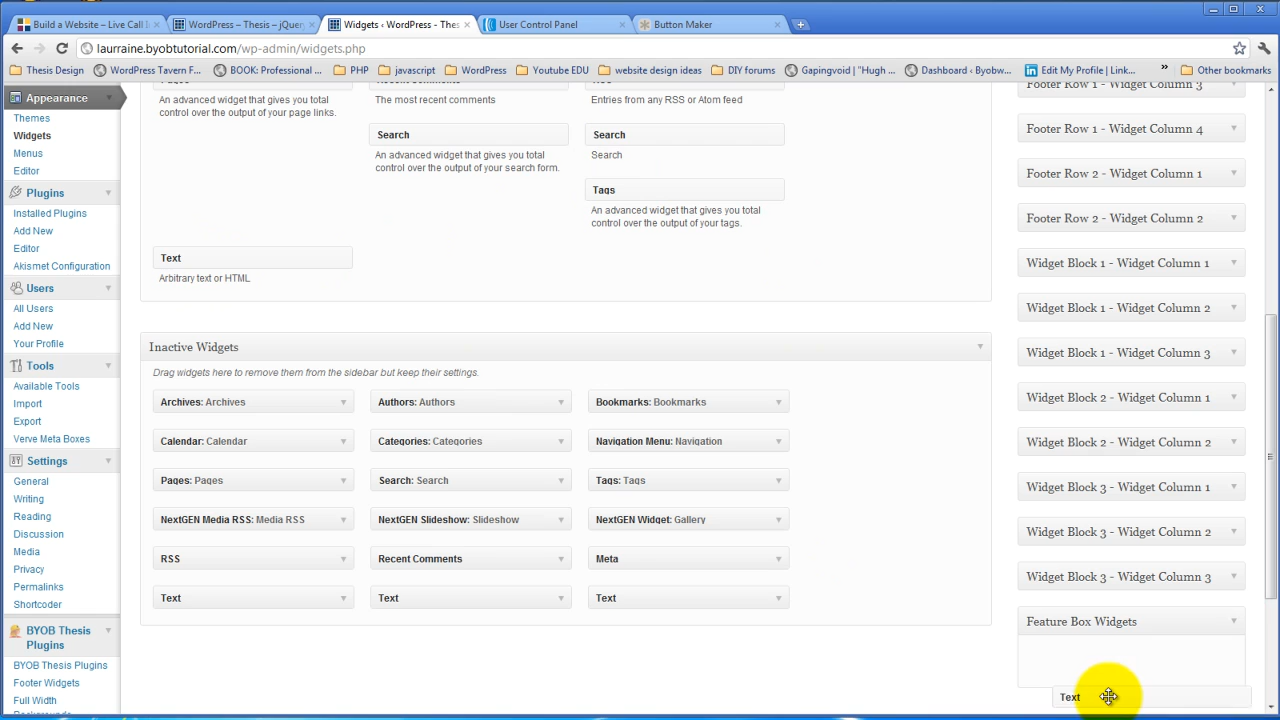 Build a Website – Live Call I
WordPress – Thesis – jQuery
Widgets ‹ WordPress - Thes
User Control Panel
Button Maker
laurraine.byobtutorial.com/wp-admin/widgets.php
Thesis Design
WordPress Tavern F...
BOOK: Professional ...
PHP
javascript
WordPress
Youtube EDU
website design ideas
DIY forums
Gapingvoid | "Hugh ...
Dashboard ‹ Byobw...
Edit My Profile | Link...
»
Other bookmarks
Appearance
Themes
Widgets
Menus
Editor
Plugins
Installed Plugins
Add New
Editor
Akismet Configuration
Users
All Users
Add New
Your Profile
Tools
Available Tools
Import
Export
Verve Meta Boxes
Settings
General
Writing
Reading
Discussion
Media
Privacy
Permalinks
Shortcoder
BYOB Thesis
Plugins
BYOB Thesis Plugins
Footer Widgets
Full Width
Backgrounds
Pages
An advanced widget that gives you total
control over the output of your page links.
Text
Arbitrary text or HTML
Recent Comments
The most recent comments
Search
An advanced widget that gives you total
control over the output of your search form.
RSS
Entries from any RSS or Atom feed
Search
Search
Tags
An advanced widget that gives you total
control over the output of your tags.
Inactive Widgets
Drag widgets here to remove them from the sidebar but keep their settings.
Archives: Archives
Authors: Authors
Bookmarks: Bookmarks
Calendar: Calendar
Categories: Categories
Navigation Menu: Navigation
Pages: Pages
Search: Search
Tags: Tags
NextGEN Media RSS: Media RSS
NextGEN Slideshow: Slideshow
NextGEN Widget: Gallery
RSS
Recent Comments
Meta
Text
Text
Text
Footer Row 1 - Widget Column 3
Footer Row 1 - Widget Column 4
Footer Row 2 - Widget Column 1
Footer Row 2 - Widget Column 2
Widget Block 1 - Widget Column 1
Widget Block 1 - Widget Column 2
Widget Block 1 - Widget Column 3
Widget Block 2 - Widget Column 1
Widget Block 2 - Widget Column 2
Widget Block 3 - Widget Column 1
Widget Block 3 - Widget Column 2
Widget Block 3 - Widget Column 3
Feature Box Widgets
Text